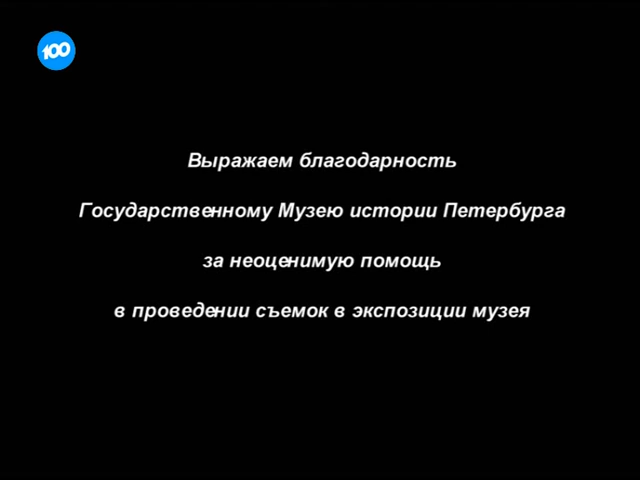 100
Выражаем благодарность
Государственному Музею истории Петербурга
за неоценимую помощь
в проведении съемок в экспозиции музея